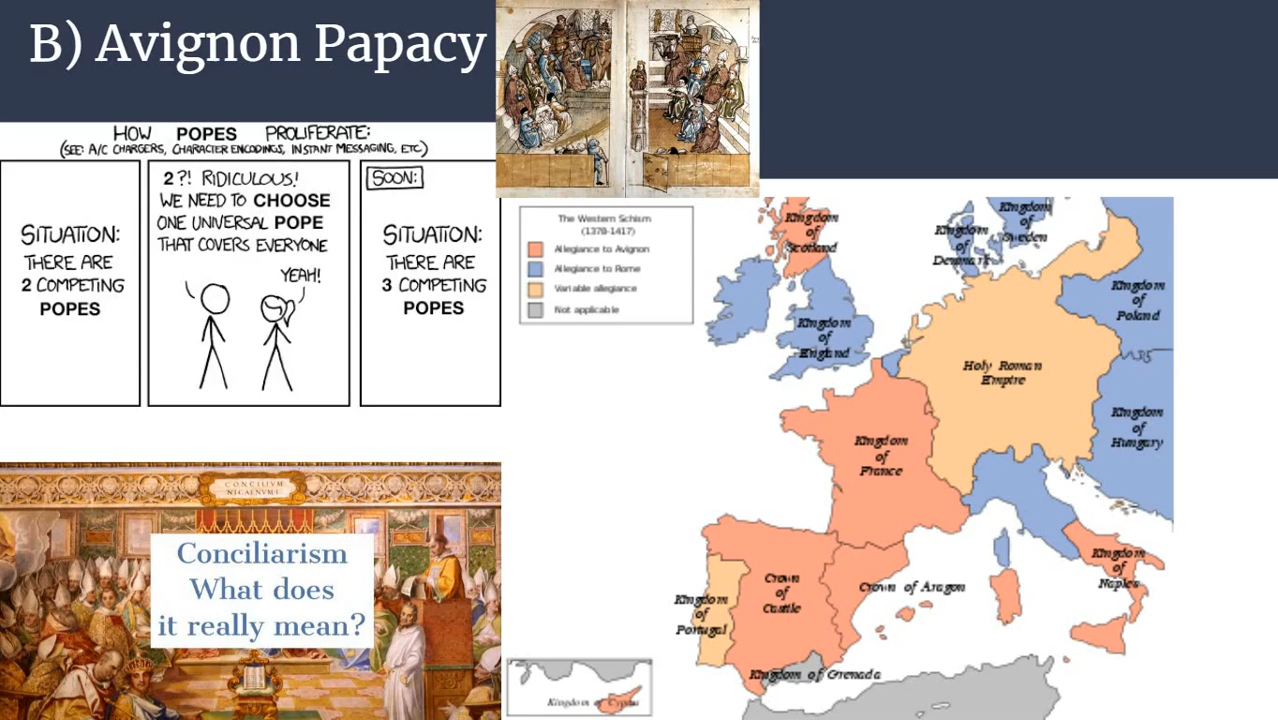 B) Avignon Papacy
HOW POPES PROLIFERATE:
(SEE: A/C CHARGERS, CHARACTER ENCODINGS, INSTANT MESSAGING, ETC.)
SITUATION:
THERE ARE
2 COMPETING
POPES
2?! RIDICULOUS!
WE NEED TO CHOOSE
ONE UNIVERSAL POPE
THAT COVERS EVERYONE
YEAH!
SOON:
SITUATION:
THERE ARE
3 COMPETING
POPES
The Western Schism
(1378-1417)
Allegiance to Avignon
Allegiance to Rome
Variable allegiance
Not applicable
Kingdom
of
Scotland
Kingdom
of
Denmark
Kingdom
of
Sweden
Kingdom
of
Poland
Kingdom
of
England
Holy Roman
Empire
Kingdom
of
Hungary
Kingdom
of
France
Kingdom
of
Naples
Crown
of
Castile
Crown of Aragon
Kingdom
of
Portugal
Kingdom of Grenada
Kingdom of Cyprus
CONCILIVM
Conciliarism
What does
it really mean?